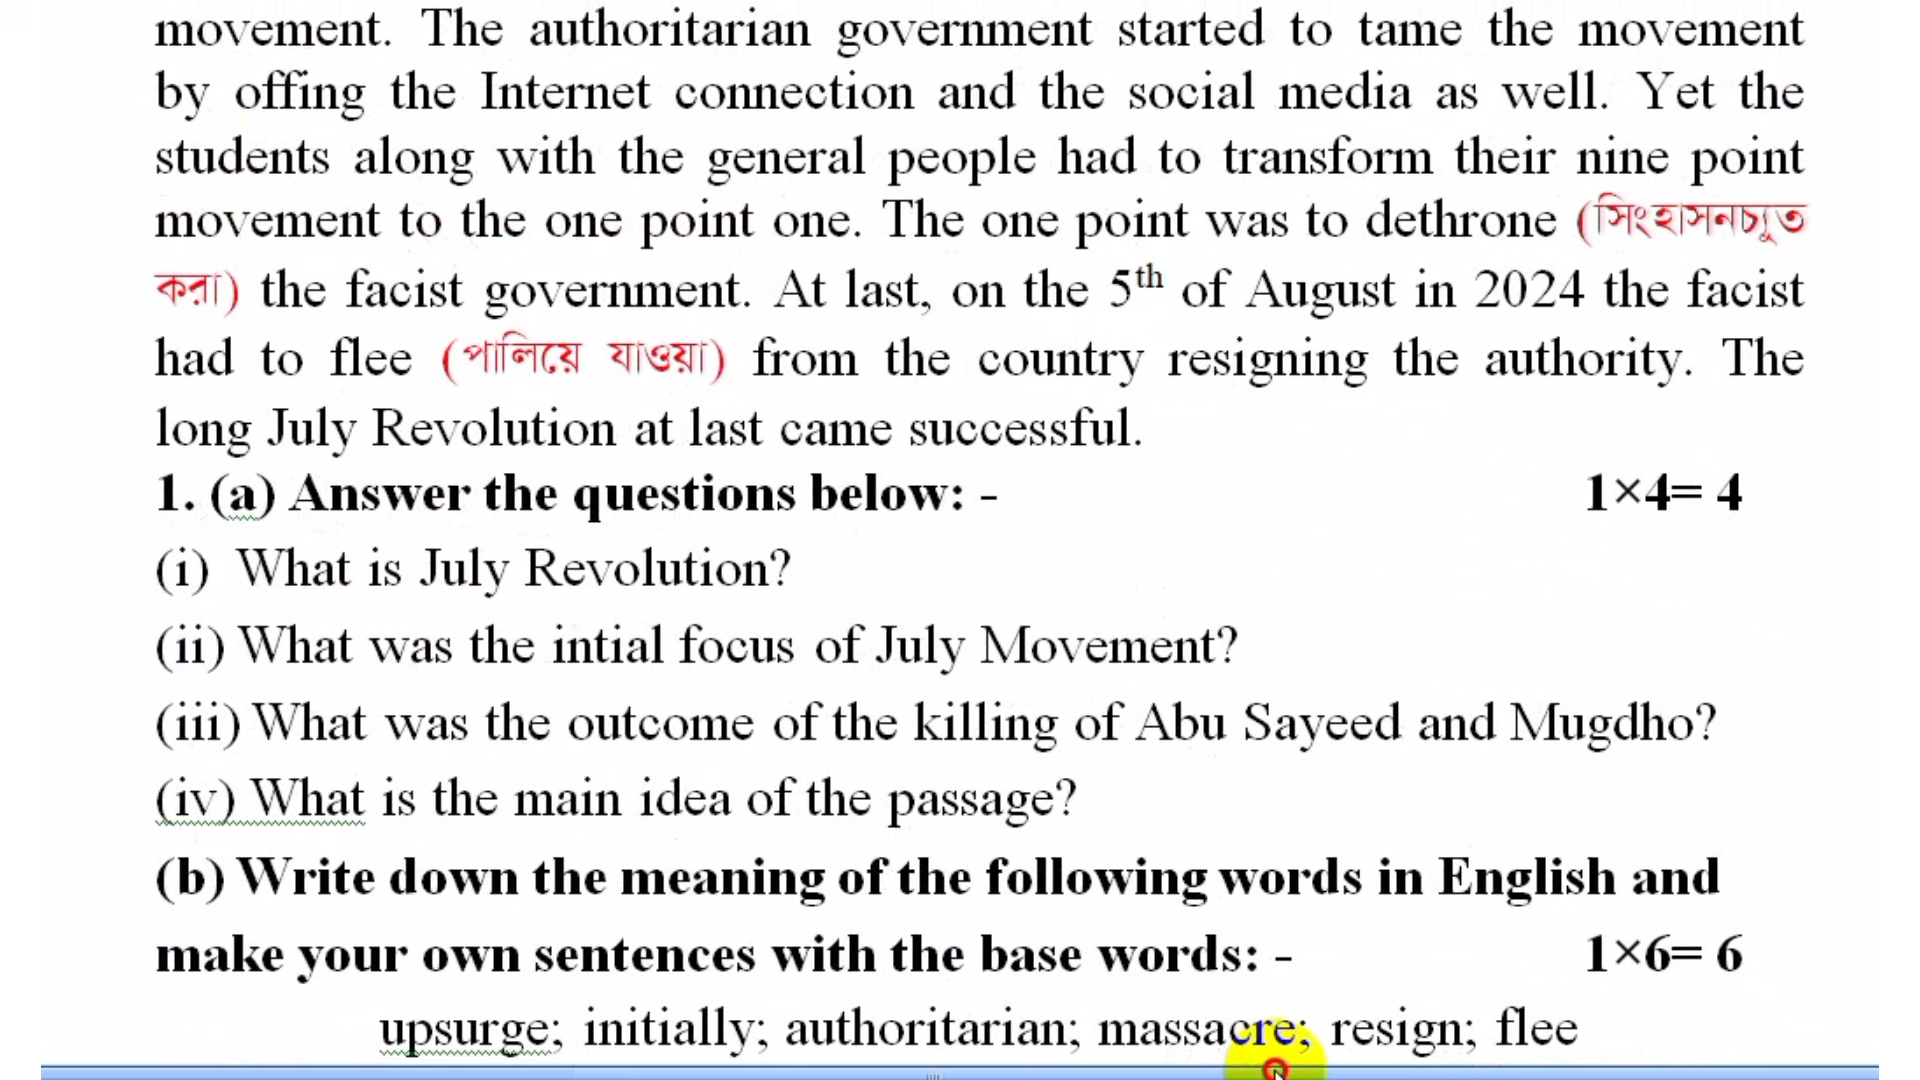 movement. The authoritarian government started to tame the movement
by offing the Internet connection and the social media as well. Yet the
students along with the general people had to transform their nine point
movement to the one point one. The one point was to dethrone (সিংহাসনচ্যুত
করা) the facist government. At last, on the 5th of August in 2024 the facist
had to flee (পালিয়ে যাওয়া) from the country resigning the authority. The
long July Revolution at last came successful.
1. (a) Answer the questions below: - 1×4= 4
(i) What is July Revolution?
(ii) What was the intial focus of July Movement?
(iii) What was the outcome of the killing of Abu Sayeed and Mugdho?
(iv) What is the main idea of the passage?
(b) Write down the meaning of the following words in English and
make your own sentences with the base words: - 1×6= 6
upsurge; initially; authoritarian; massacre; resign; flee